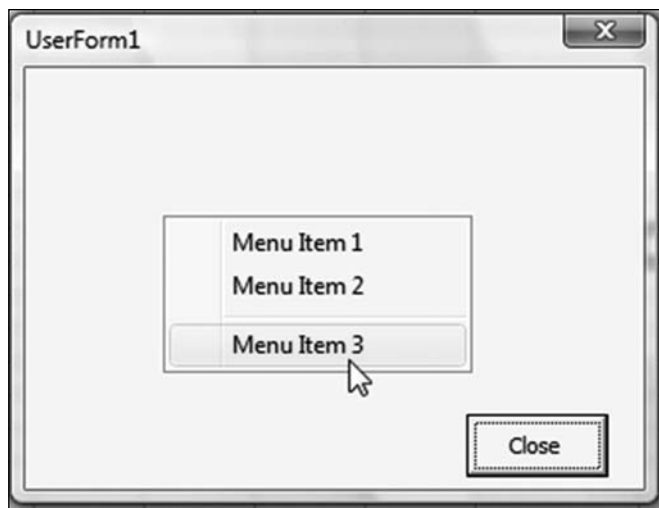 UserForm1
Menu Item 1
Menu Item 2
Menu Item 3
Close